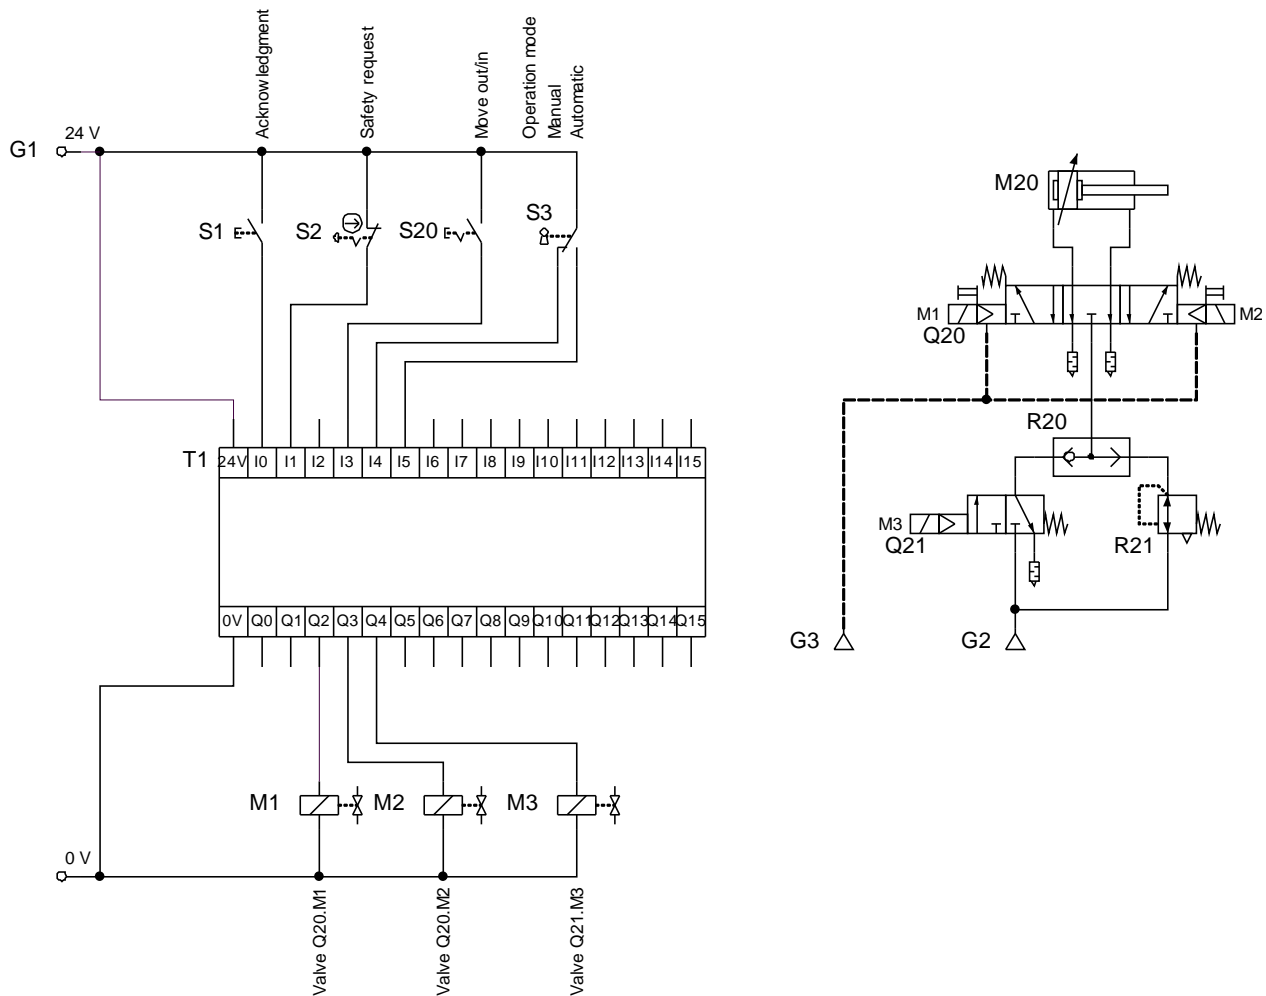 Acknowledgment
Safety request
Move out/in
Operation mode
Manual
Automatic
G1
24 V
S1
S2
S20
S3
T1
24V I0 I1 I2 I3 I4 I5 I6 I7 I8 I9 I10 I11 I12 I13 I14 I15
0V Q0 Q1 Q2 Q3 Q4 Q5 Q6 Q7 Q8 Q9 Q10 Q11 Q12 Q13 Q14 Q15
M1
M2
M3
0 V
Valve Q20.M1
Valve Q20.M2
Valve Q21.M3
M20
M1
M2
Q20
R20
M3
Q21
R21
G3
G2